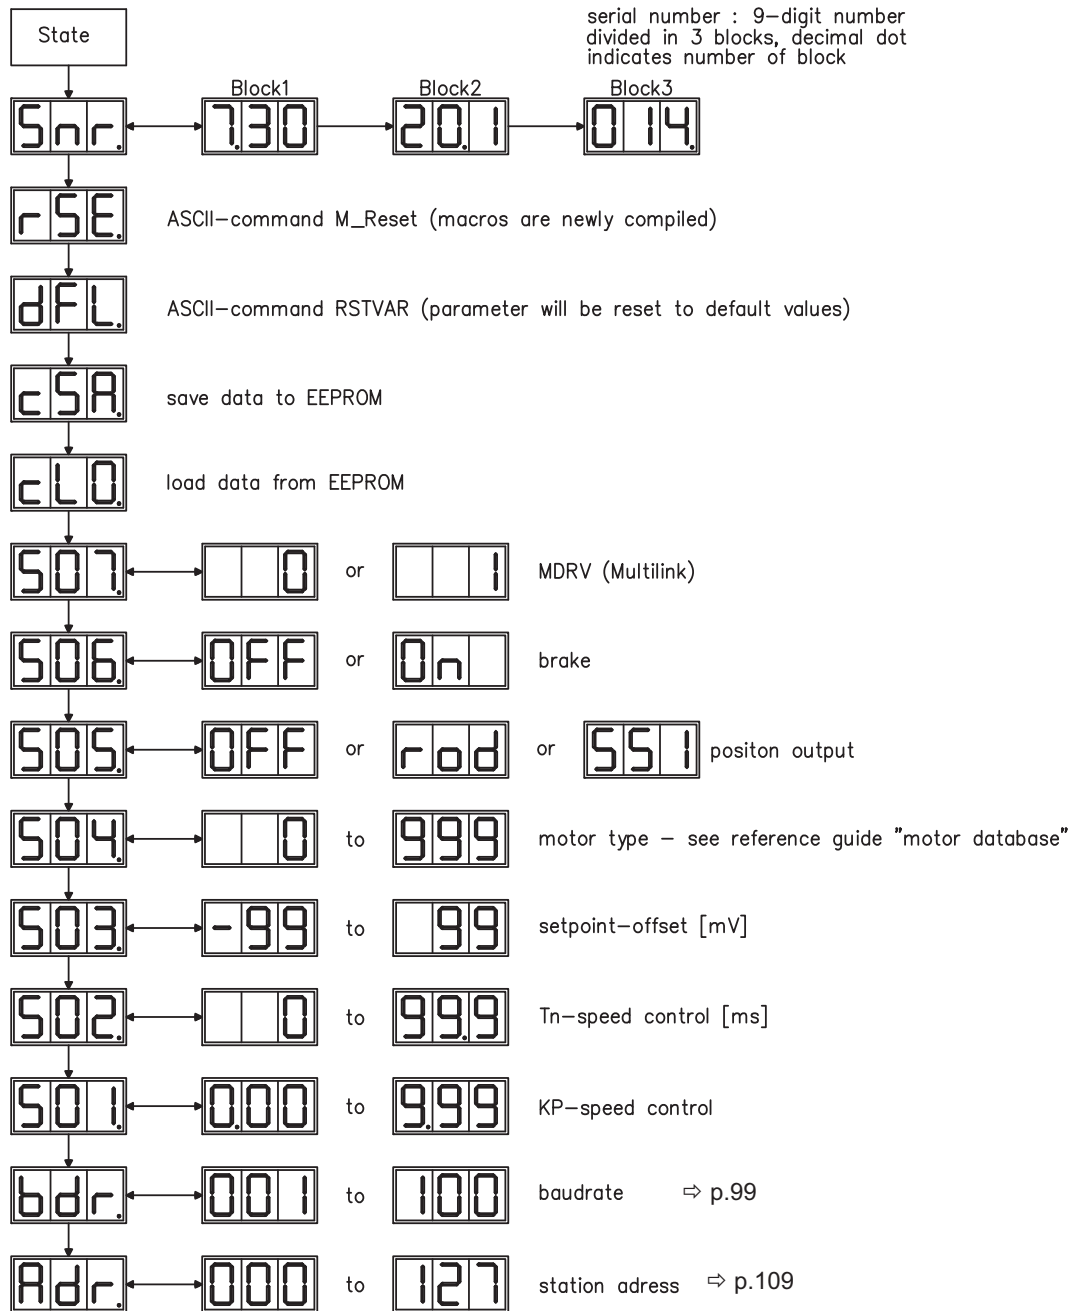 State
serial number : 9-digit number
divided in 3 blocks, decimal dot
indicates number of block
Block1 Block2 Block3
Snr. 7.30 20.1 014.
rSE. ASCII-command M_Reset (macros are newly compiled)
dFL. ASCII-command RSTVAR (parameter will be reset to default values)
cSA. save data to EEPROM
cLO. load data from EEPROM
S07. 0 or 1 MDRV (Multilink)
S06. OFF or On brake
S05. OFF or rod or SSI positon output
S04. 0 to 999 motor type - see reference guide "motor database"
S03. -99 to 99 setpoint-offset [mV]
S02. 0 to 99.9 Tn-speed control [ms]
S01. 0.00 to 9.99 KP-speed control
bdr. 001 to 100 baudrate ⇨ p.99
Adr. 000 to 127 station adress ⇨ p.109